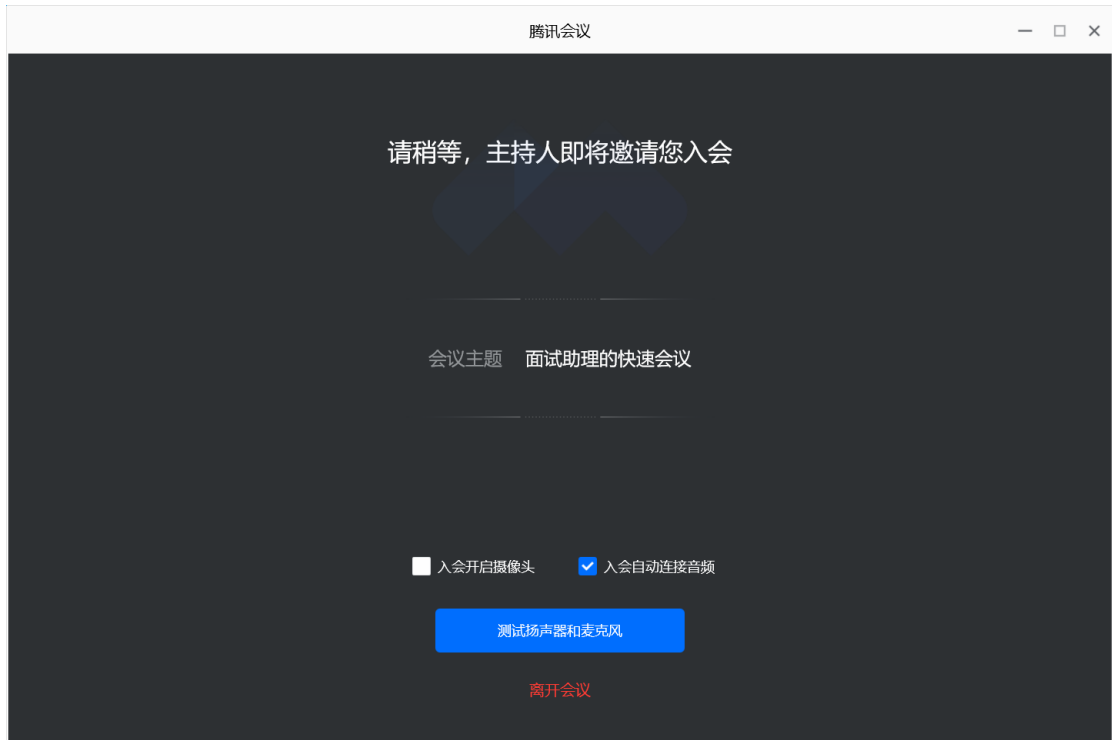 腾讯会议
请稍等，主持人即将邀请您入会
会议主题 面试助理的快速会议
入会开启摄像头 入会自动连接音频
测试扬声器和麦克风
离开会议